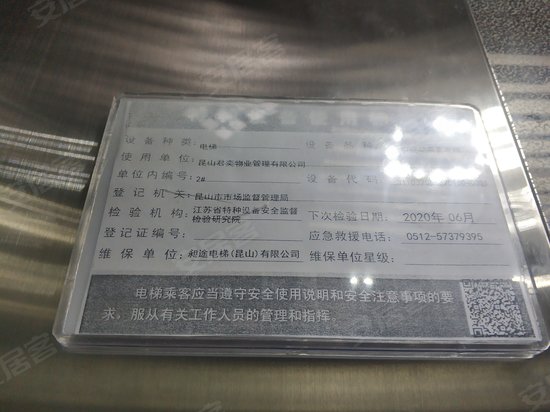 设备种类：电梯
使用单位：昆山君奕物业管理有限公司
单位内编号：2# 设备代码
登记机关：昆山市市场监督管理局
检验机构：江苏省特种设备安全监督检验研究院 下次检验日期：2020年06月
登记证编号： 应急救援电话：0512-57379395
维保单位：昶途电梯(昆山)有限公司 维保单位星级：
电梯乘客应当遵守安全使用说明和安全注意事项的要
求，服从有关工作人员的管理和指挥。
安居客